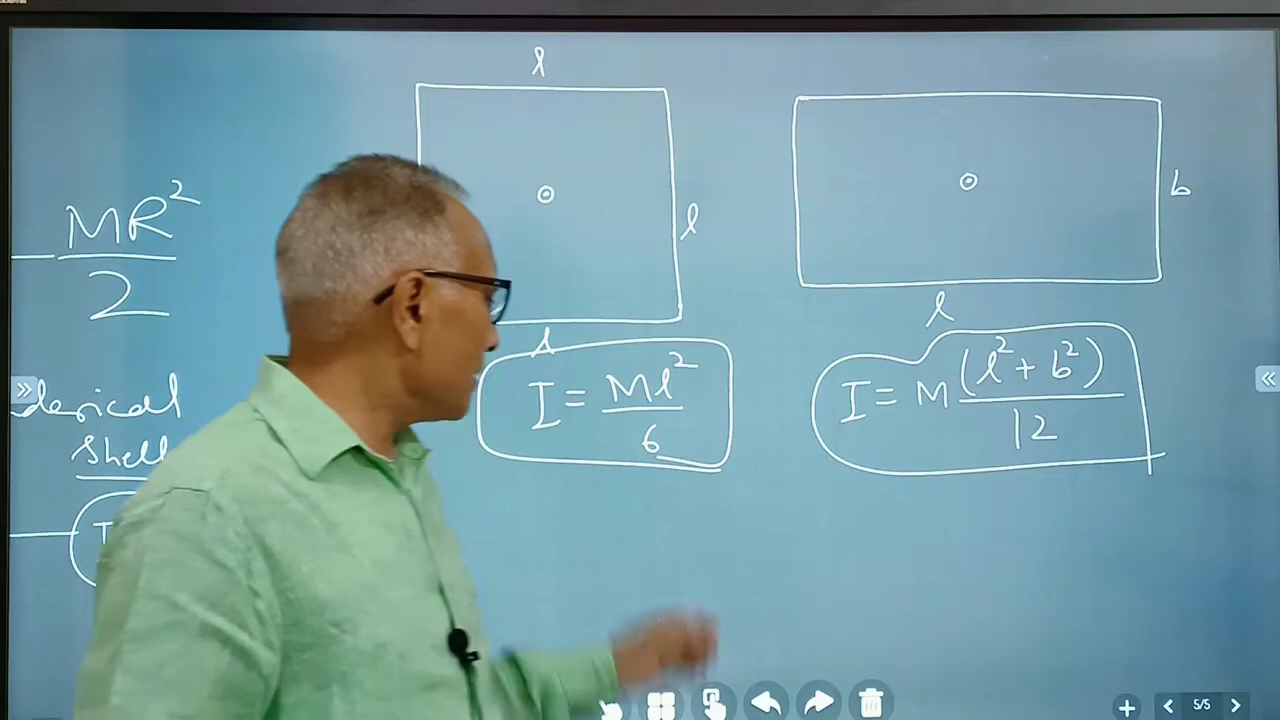 l
MR²
2
l
l
I = Ml²
6
b
l
I = M (l² + b²)
12
Shell
5/5